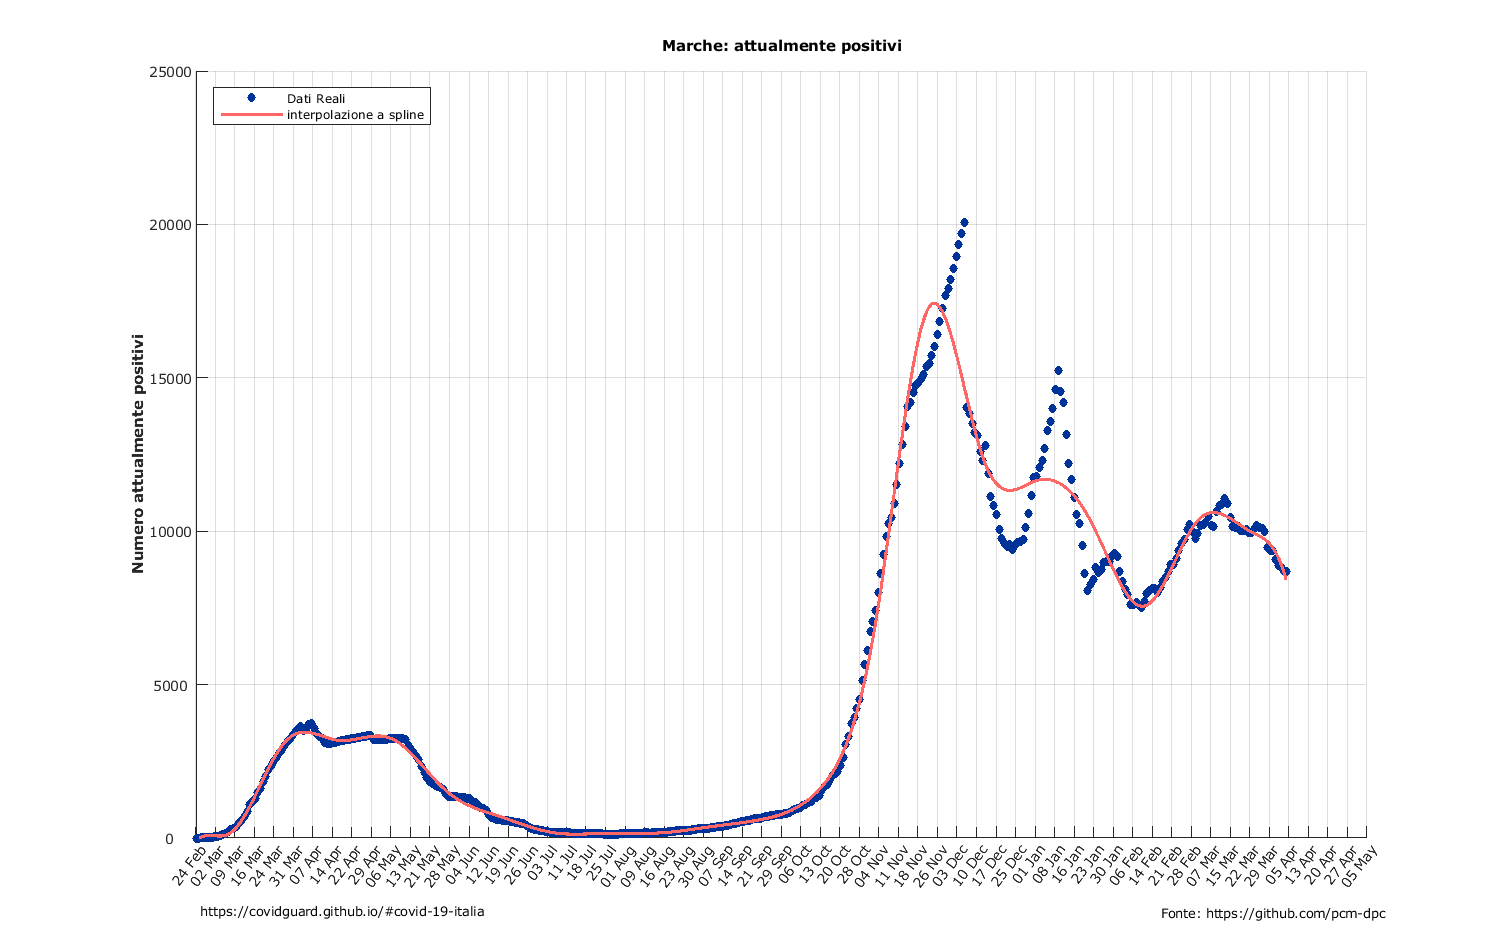 Marche: attualmente positivi
25000
20000
15000
10000
5000
0
Numero attualmente positivi
Dati Reali
interpolazione a spline
24 Feb
02 Mar
09 Mar
16 Mar
24 Mar
31 Mar
07 Apr
14 Apr
22 Apr
29 Apr
06 May
13 May
21 May
28 May
04 Jun
12 Jun
19 Jun
26 Jun
03 Jul
11 Jul
18 Jul
25 Jul
01 Aug
09 Aug
16 Aug
23 Aug
30 Aug
07 Sep
14 Sep
21 Sep
29 Sep
06 Oct
13 Oct
20 Oct
28 Oct
04 Nov
11 Nov
18 Nov
26 Nov
03 Dec
10 Dec
17 Dec
25 Dec
01 Jan
08 Jan
16 Jan
23 Jan
30 Jan
06 Feb
14 Feb
21 Feb
28 Feb
07 Mar
15 Mar
22 Mar
29 Mar
05 Apr
13 Apr
20 Apr
27 Apr
05 May
https://covidguard.github.io/#covid-19-italia
Fonte: https://github.com/pcm-dpc